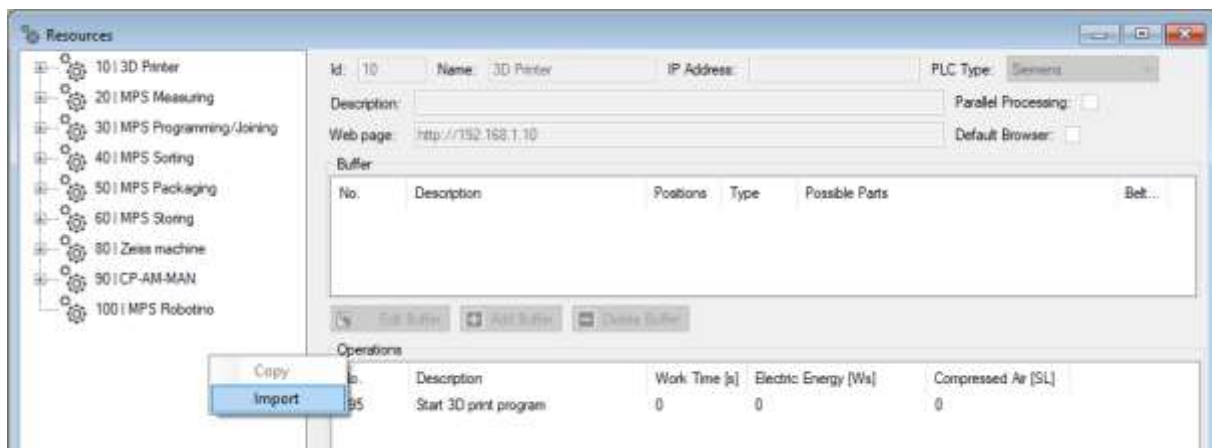 Resources
10 | 3D Printer
20 | MPS Measuring
30 | MPS Programming/Joining
40 | MPS Sorting
50 | MPS Packaging
60 | MPS Storing
80 | Zeiss machine
90 | CP-AM-MAN
100 | MPS Robotino
Copy
Import
Id: 10 Name: 3D Printer IP Address: PLC Type: Siemens
Description: Parallel Processing:
Web page: http://192.168.1.10 Default Browser:
Buffer
No. Description Positions Type Possible Parts Belt...
Edit Buffer Add Buffer Delete Buffer
Operations
Description Work Time [s] Electric Energy [Ws] Compressed Air [SL]
95 Start 3D print program 0 0 0